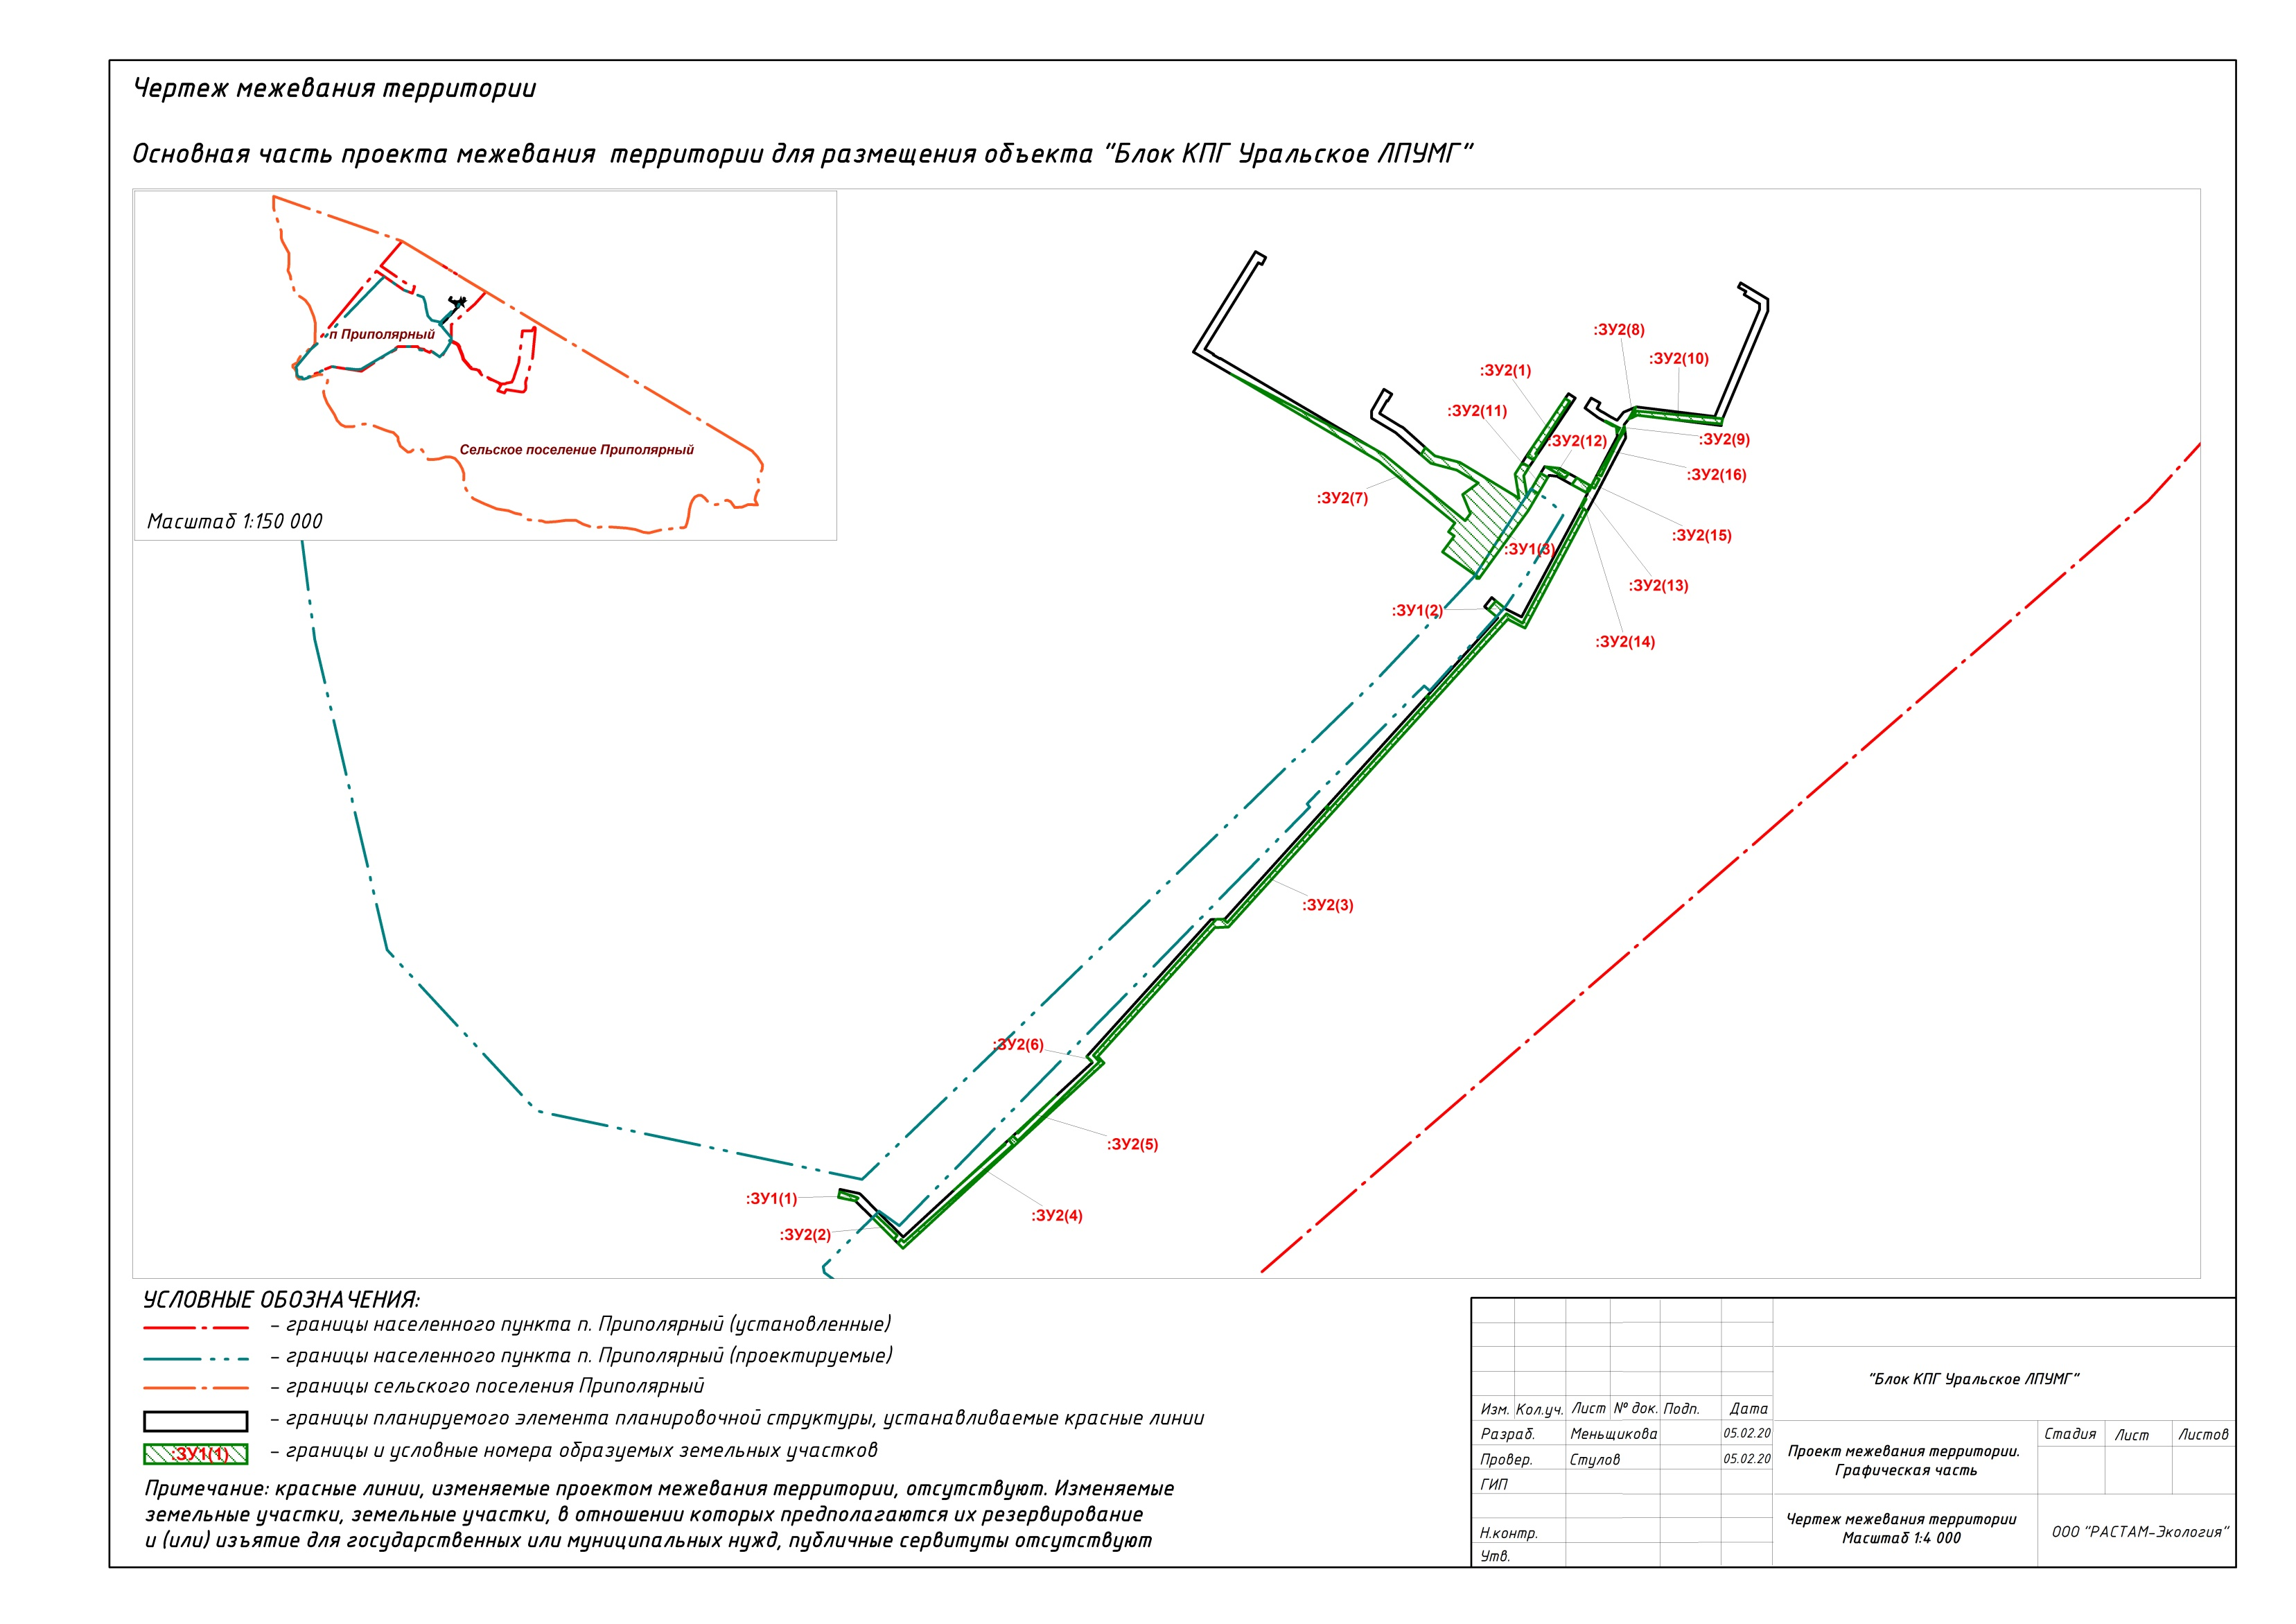 Чертеж межевания территории
Основная часть проекта межевания территории для размещения объекта "Блок КПГ Уральское ЛПУМГ"
п Приполярный
Сельское поселение Приполярный
Масштаб 1:150 000
:ЗУ2(8)
:ЗУ2(10)
:ЗУ2(1)
:ЗУ2(11)
:ЗУ2(12)
:ЗУ2(9)
:ЗУ2(16)
:ЗУ2(7)
:ЗУ2(15)
:ЗУ1(3)
:ЗУ2(13)
:ЗУ1(2)
:ЗУ2(14)
:ЗУ2(3)
:ЗУ2(6)
:ЗУ2(5)
:ЗУ1(1)
:ЗУ2(4)
:ЗУ2(2)
УСЛОВНЫЕ ОБОЗНАЧЕНИЯ:
- границы населенного пункта п. Приполярный (установленные)
- границы населенного пункта п. Приполярный (проектируемые)
- границы сельского поселения Приполярный
- границы планируемого элемента планировочной структуры, устанавливаемые красные линии
:ЗУ1(1) - границы и условные номера образуемых земельных участков
Примечание: красные линии, изменяемые проектом межевания территории, отсутствуют. Изменяемые
земельные участки, земельные участки, в отношении которых предполагаются их резервирование
и (или) изъятие для государственных или муниципальных нужд, публичные сервитуты отсутствуют
"Блок КПГ Уральское ЛПУМГ"
Изм. Кол.уч. Лист № док. Подп. Дата
Разраб. Меньщикова 05.02.20
Провер. Стулов 05.02.20
ГИП
Н.контр.
Утв.
Проект межевания территории.
Графическая часть
Стадия Лист Листов
Чертеж межевания территории
Масштаб 1:4 000
ООО "РАСТАМ-Экология"